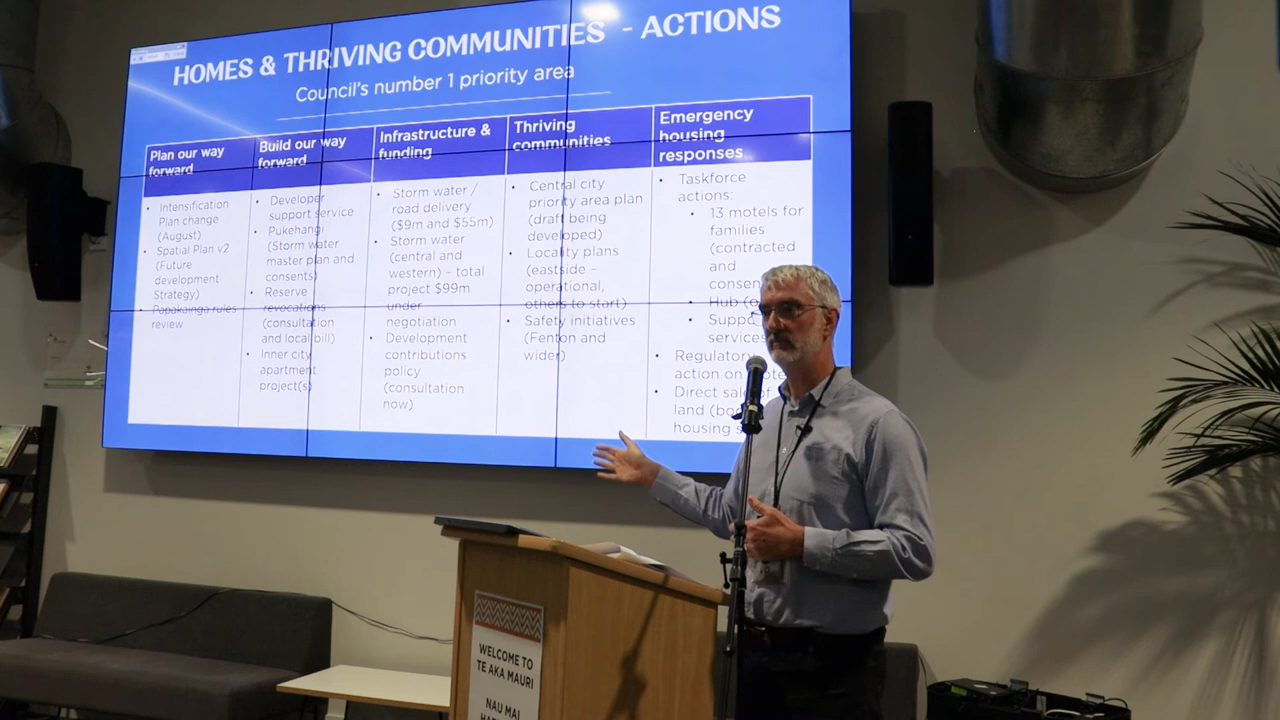 HOMES & THRIVING COMMUNITIES - ACTIONS
Council's number 1 priority area
Plan our way
forward
• Intensification
Plan change
(August)
• Spatial Plan v2
(Future
development
Strategy)
• Papakainga rules
review
Build our way
forward
• Developer
support service
• Pukehangi
(Storm water
master plan and
consents)
• Reserve
revocations
(consultation
and local bill)
• Inner city
apartment
project(s)
Infrastructure &
funding
• Storm water /
road delivery
($9m and $55m)
• Storm water
(central and
western) – total
project $99m
under
negotiation
• Development
contributions
policy
(consultation
now)
Thriving
communities
• Central city
priority area plan
(draft being
developed)
• Locality plans
(eastside –
operational,
others to start)
• Safety initiatives
(Fenton and
wider)
Emergency
housing
responses
• Taskforce
actions:
• 13 motels for
families
(contracted
and
• Hub
services
• Regulatory
action on
• Direct sale of
land
housing
WELCOME TO
TE AKA MAURI
NAU MAI